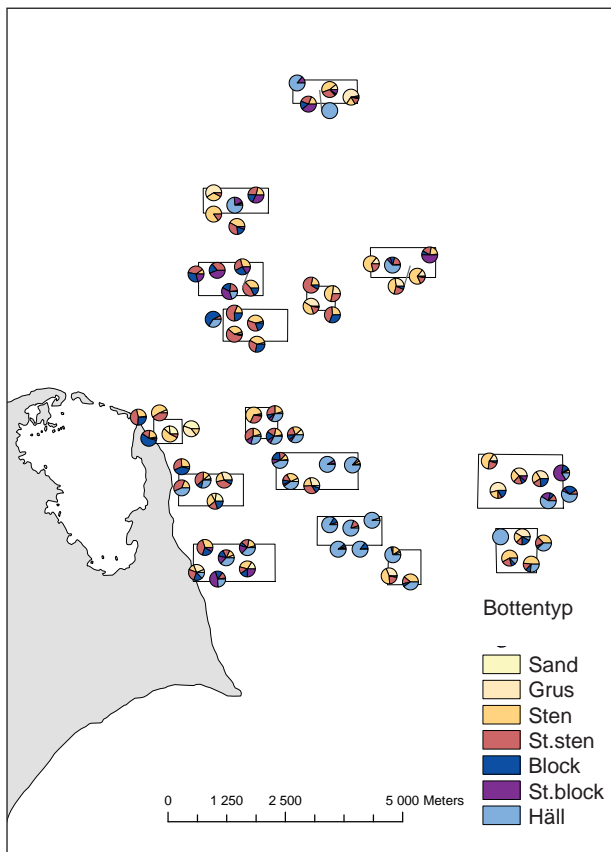 Bottentyp
Sand
Grus
Sten
St.sten
Block
St.block
Häll
0 1 250 2 500 5 000 Meters